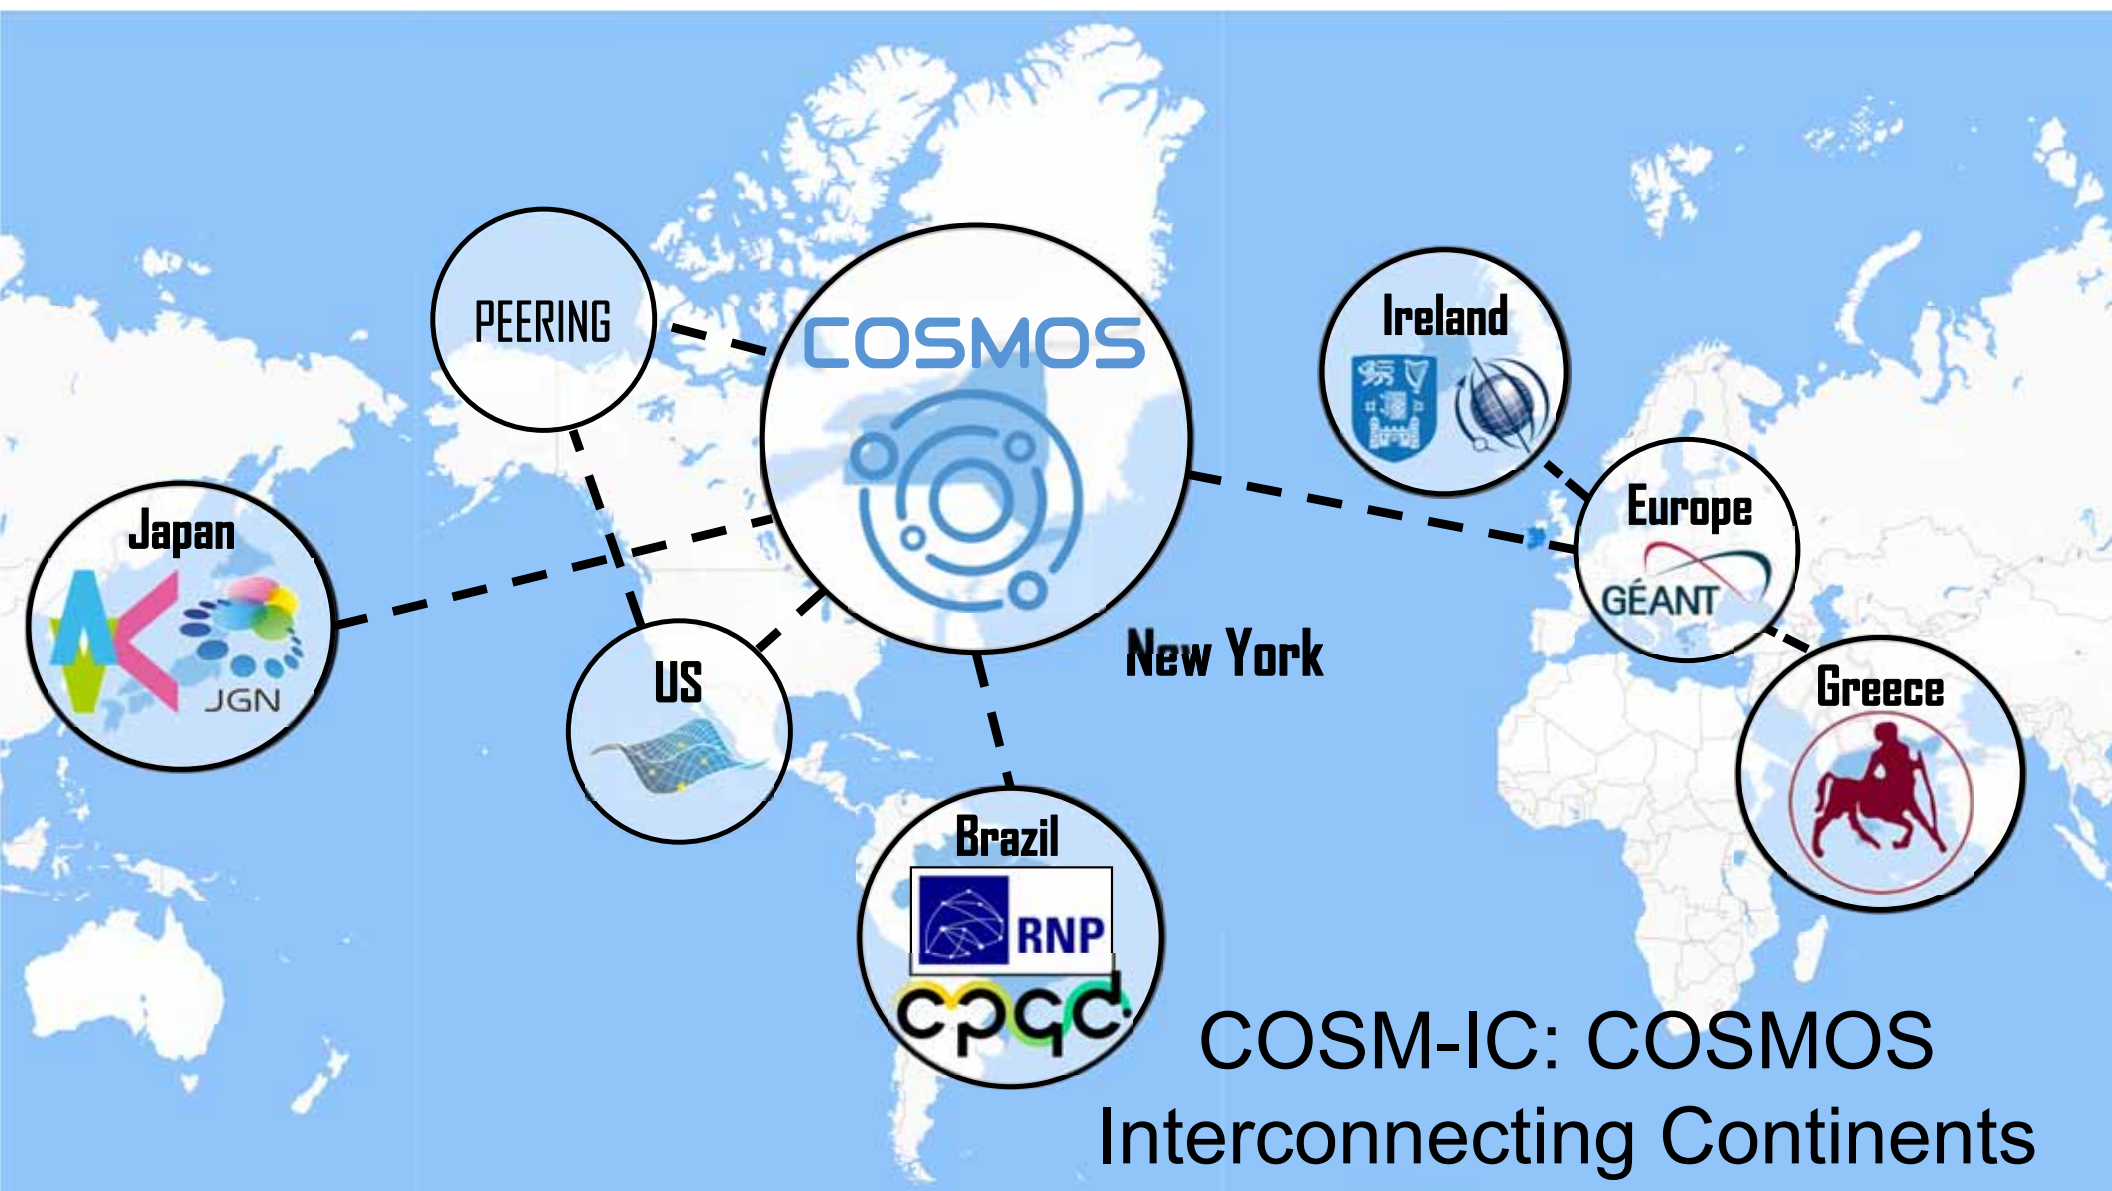 PEERING
COSMOS
Ireland
Japan
JGN
Europe
GÉANT
US
New York
Greece
Brazil
RNP
cpqd
COSM-IC: COSMOS
Interconnecting Continents